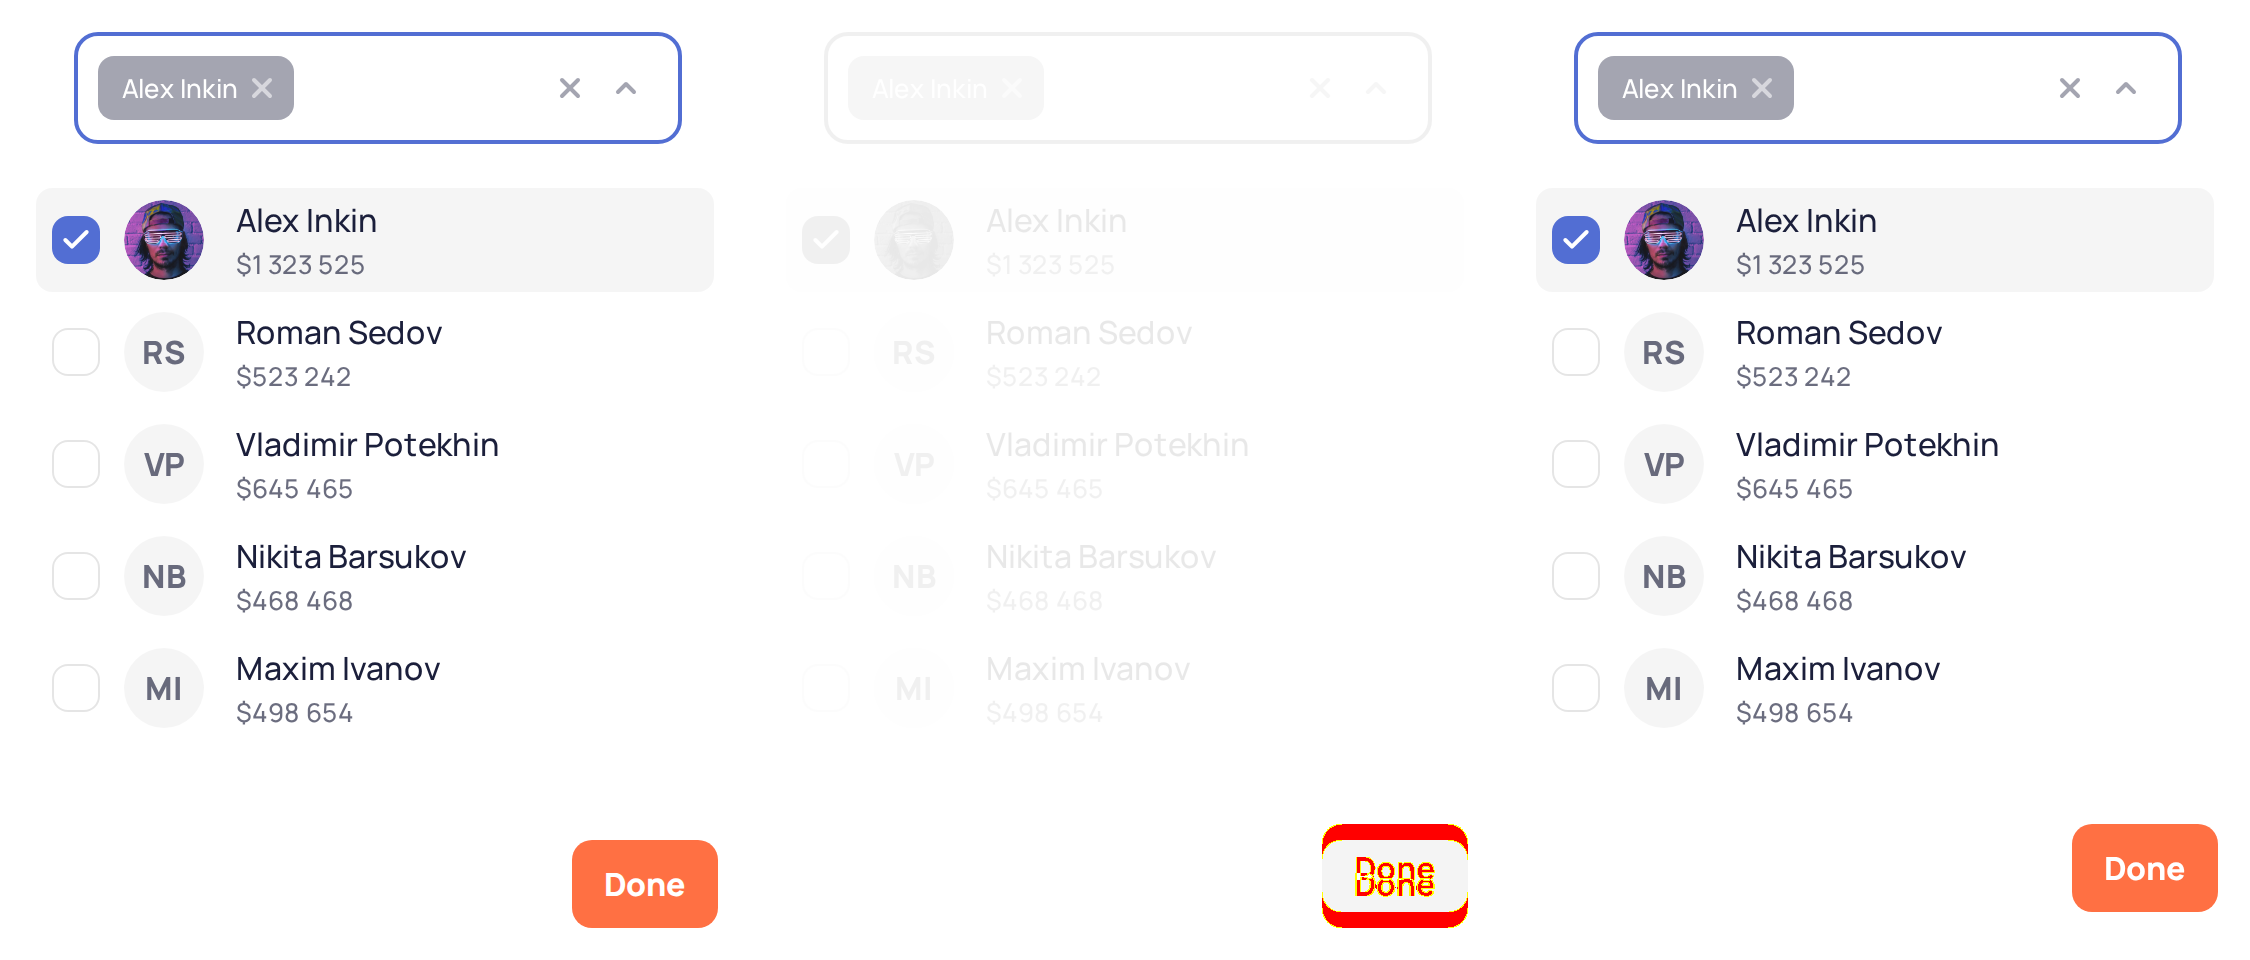 Alex Inkin
Alex Inkin
$1 323 525
RS
Roman Sedov
$523 242
VP
Vladimir Potekhin
$645 465
NB
Nikita Barsukov
$468 468
MI
Maxim Ivanov
$498 654
Done
Alex Inkin
Alex Inkin
$1 323 525
RS
Roman Sedov
$523 242
VP
Vladimir Potekhin
$645 465
NB
Nikita Barsukov
$468 468
MI
Maxim Ivanov
$498 654
Done
Done
Alex Inkin
Alex Inkin
$1 323 525
RS
Roman Sedov
$523 242
VP
Vladimir Potekhin
$645 465
NB
Nikita Barsukov
$468 468
MI
Maxim Ivanov
$498 654
Done